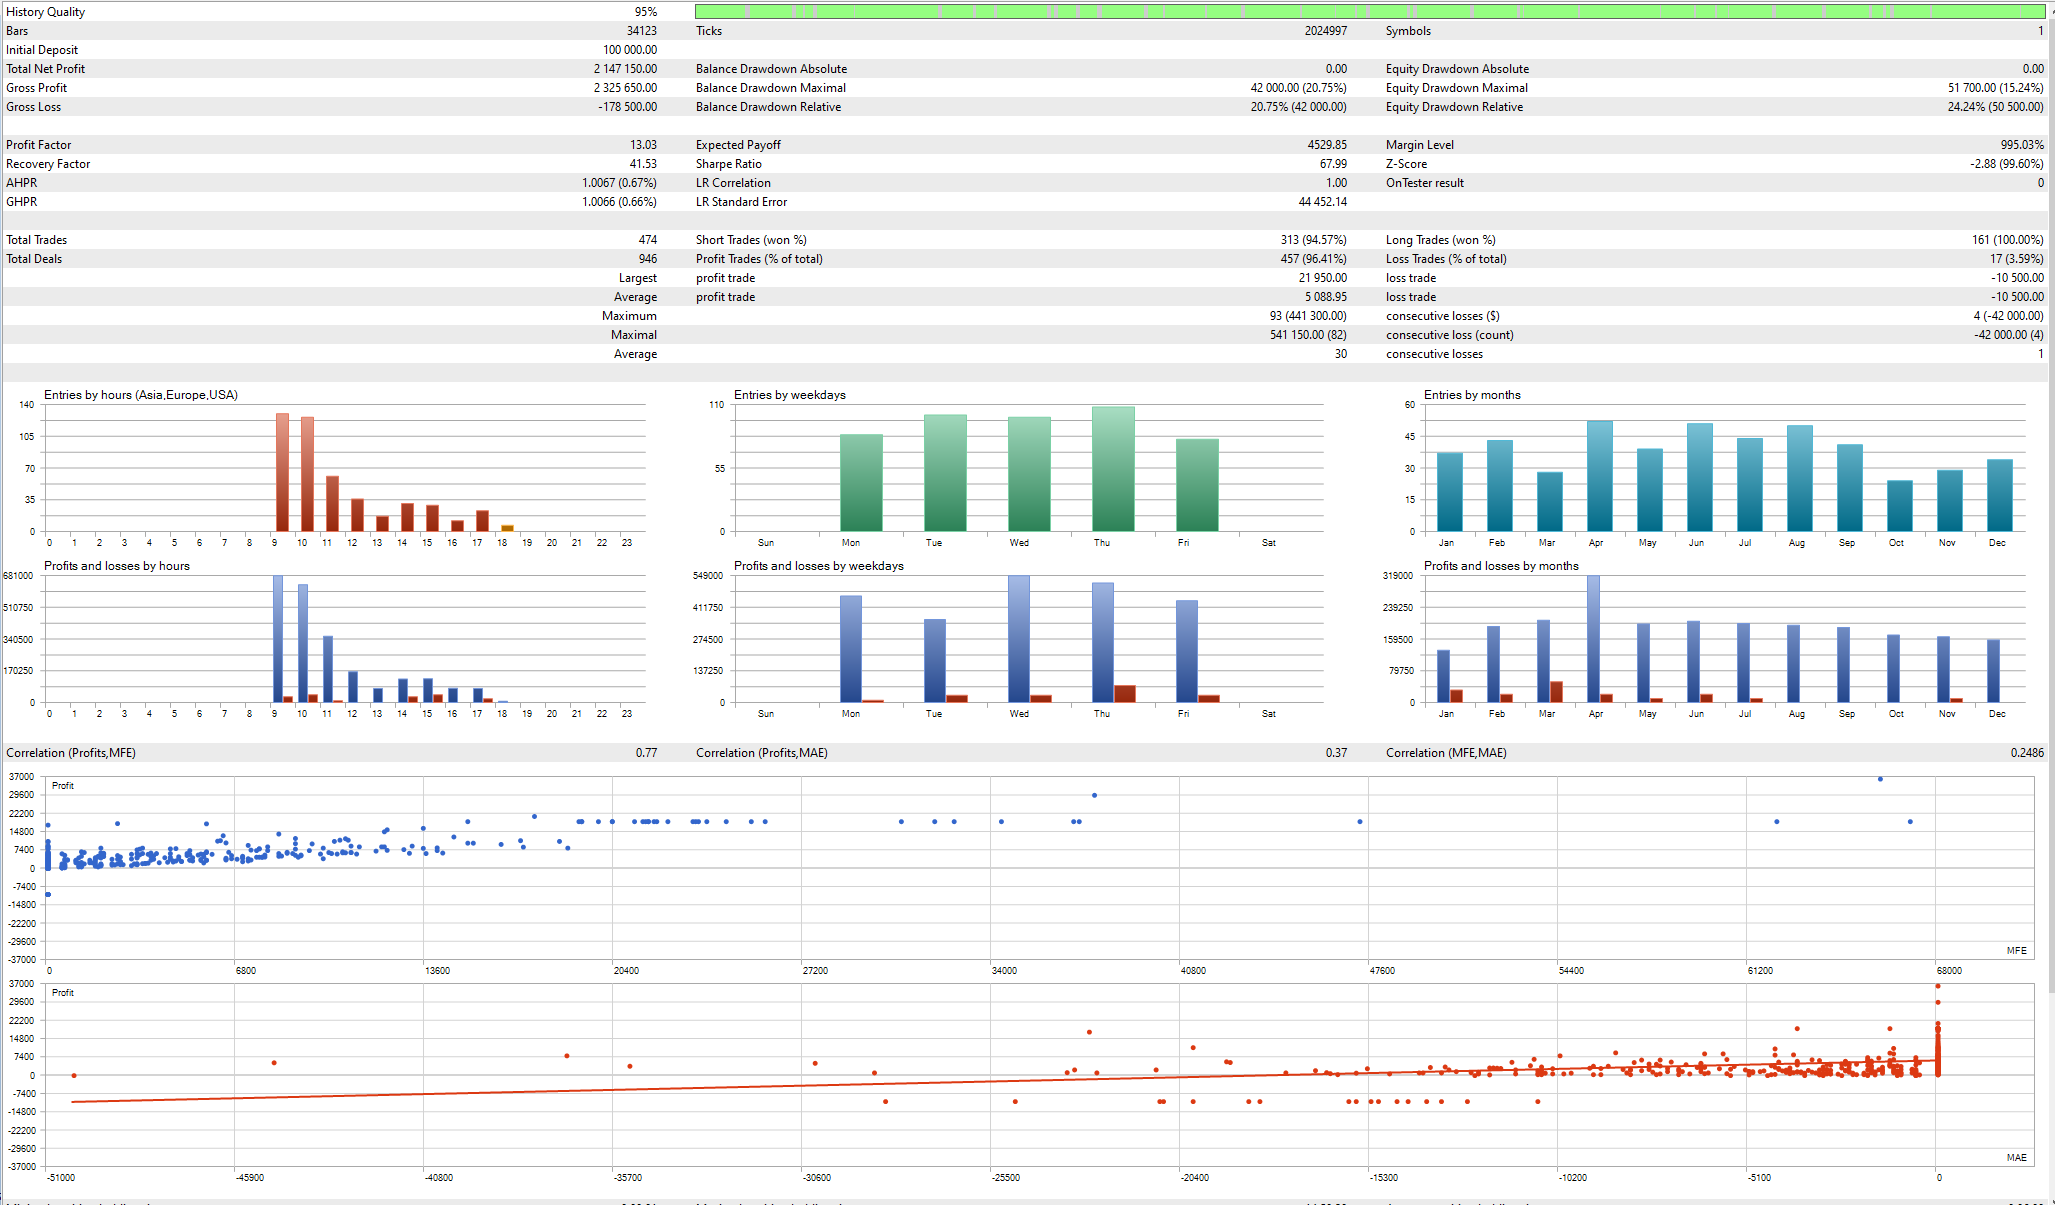 History Quality 95%
Bars 34123 Ticks 2024997 Symbols 1
Initial Deposit 100 000.00
Total Net Profit 2 147 150.00 Balance Drawdown Absolute 0.00 Equity Drawdown Absolute 0.00
Gross Profit 2 325 650.00 Balance Drawdown Maximal 42 000.00 (20.75%) Equity Drawdown Maximal 51 700.00 (15.24%)
Gross Loss -178 500.00 Balance Drawdown Relative 20.75% (42 000.00) Equity Drawdown Relative 24.24% (50 500.00)
Profit Factor 13.03 Expected Payoff 4529.85 Margin Level 995.03%
Recovery Factor 41.53 Sharpe Ratio 67.99 Z-Score -2.88 (99.60%)
AHPR 1.0067 (0.67%) LR Correlation 1.00 OnTester result 0
GHPR 1.0066 (0.66%) LR Standard Error 44 452.14
Total Trades 474 Short Trades (won %) 313 (94.57%) Long Trades (won %) 161 (100.00%)
Total Deals 946 Profit Trades (% of total) 457 (96.41%) Loss Trades (% of total) 17 (3.59%)
Largest profit trade 21 950.00 loss trade -10 500.00
Average profit trade 5 088.95 loss trade -10 500.00
Maximum 93 (441 300.00) consecutive losses ($) 4 (-42 000.00)
Maximal 541 150.00 (82) consecutive loss (count) -42 000.00 (4)
Average 30 consecutive losses 1
Entries by hours (Asia,Europe,USA) Entries by weekdays Entries by months
140 110 60
105 45
70 55 30
35 15
0 0 0
0 1 2 3 4 5 6 7 8 9 10 11 12 13 14 15 16 17 18 19 20 21 22 23 Sun Mon Tue Wed Thu Fri Sat Jan Feb Mar Apr May Jun Jul Aug Sep Oct Nov Dec
Profits and losses by hours Profits and losses by weekdays Profits and losses by months
681000 549000 319000
510750 411750 239250
340500 274500 159500
170250 137250 79750
0 0 0
0 1 2 3 4 5 6 7 8 9 10 11 12 13 14 15 16 17 18 19 20 21 22 23 Sun Mon Tue Wed Thu Fri Sat Jan Feb Mar Apr May Jun Jul Aug Sep Oct Nov Dec
Correlation (Profits,MFE) 0.77 Correlation (Profits,MAE) 0.37 Correlation (MFE,MAE) 0.2486
37000
Profit
29600
22200
14800
7400
0
-7400
-14800
-22200
-29600
MFE
-37000
0 6800 13600 20400 27200 34000 40800 47600 54400 61200 68000
37000
Profit
29600
22200
14800
7400
0
-7400
-14800
-22200
-29600
MAE
-37000
-51000 -45900 -40800 -35700 -30600 -25500 -20400 -15300 -10200 -5100 0